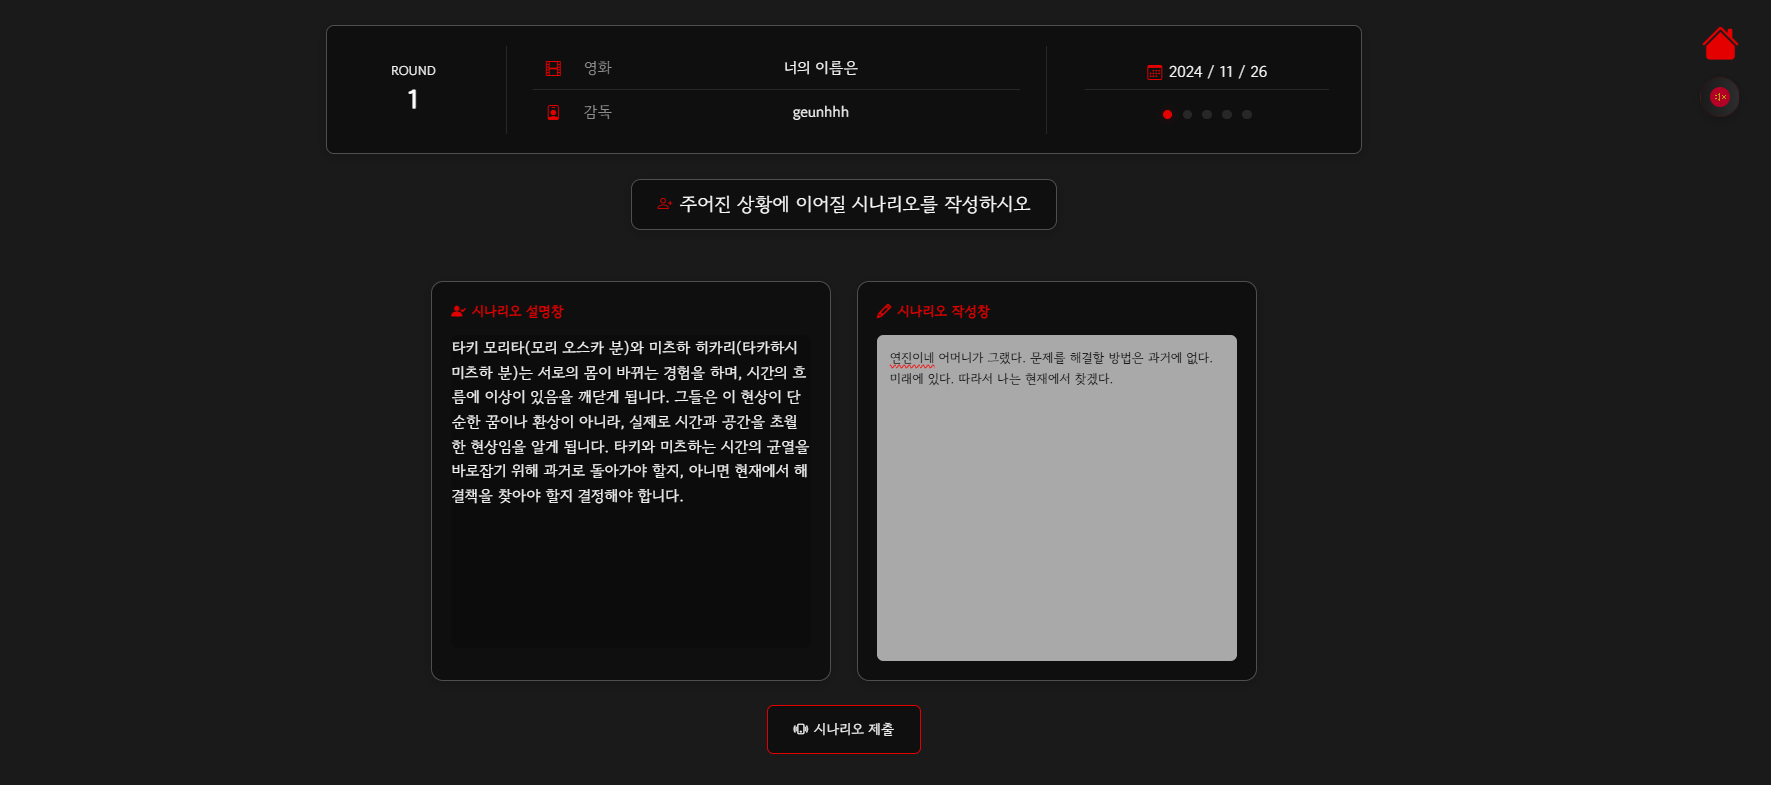 ROUND
1
영화
너의 이름은
감독
geunhhh
2024 / 11 / 26
주어진 상황에 이어질 시나리오를 작성하시오
시나리오 설명창
타키 모리타(모리 오스카 분)와 미츠하 히카리(타카하시
미츠하 분)는 서로의 몸이 바뀌는 경험을 하며, 시간의 흐
름에 이상이 있음을 깨닫게 됩니다. 그들은 이 현상이 단
순한 꿈이나 환상이 아니라, 실제로 시간과 공간을 초월
한 현상임을 알게 됩니다. 타키와 미츠하는 시간의 균열을
바로잡기 위해 과거로 돌아가야 할지, 아니면 현재에서 해
결책을 찾아야 할지 결정해야 합니다.
시나리오 작성창
연진이네 어머니가 그랬다. 문제를 해결할 방법은 과거에 없다.
미래에 있다. 따라서 나는 현재에서 찾겠다.
시나리오 제출